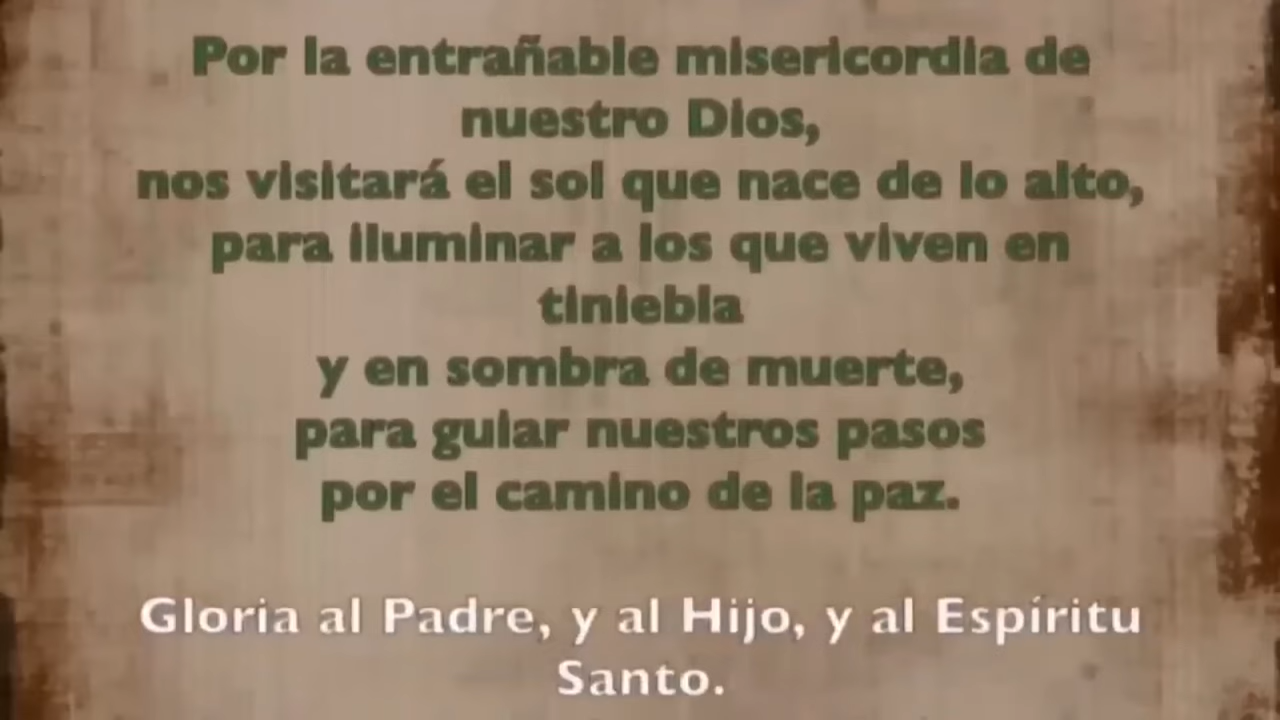 Por la entrañable misericordia de
nuestro Dios,
nos visitará el sol que nace de lo alto,
para iluminar a los que viven en
tiniebla
y en sombra de muerte,
para guiar nuestros pasos
por el camino de la paz.
Gloria al Padre, y al Hijo, y al Espíritu
Santo.